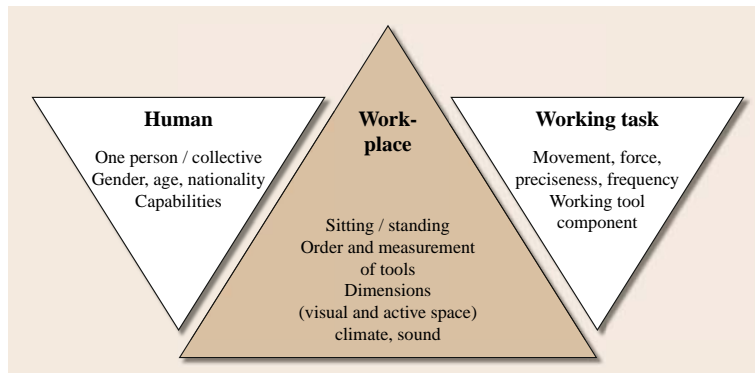 Human
One person / collective
Gender, age, nationality
Capabilities
Work-
place
Sitting / standing
Order and measurement
of tools
Dimensions
(visual and active space)
climate, sound
Working task
Movement, force,
preciseness, frequency
Working tool
component